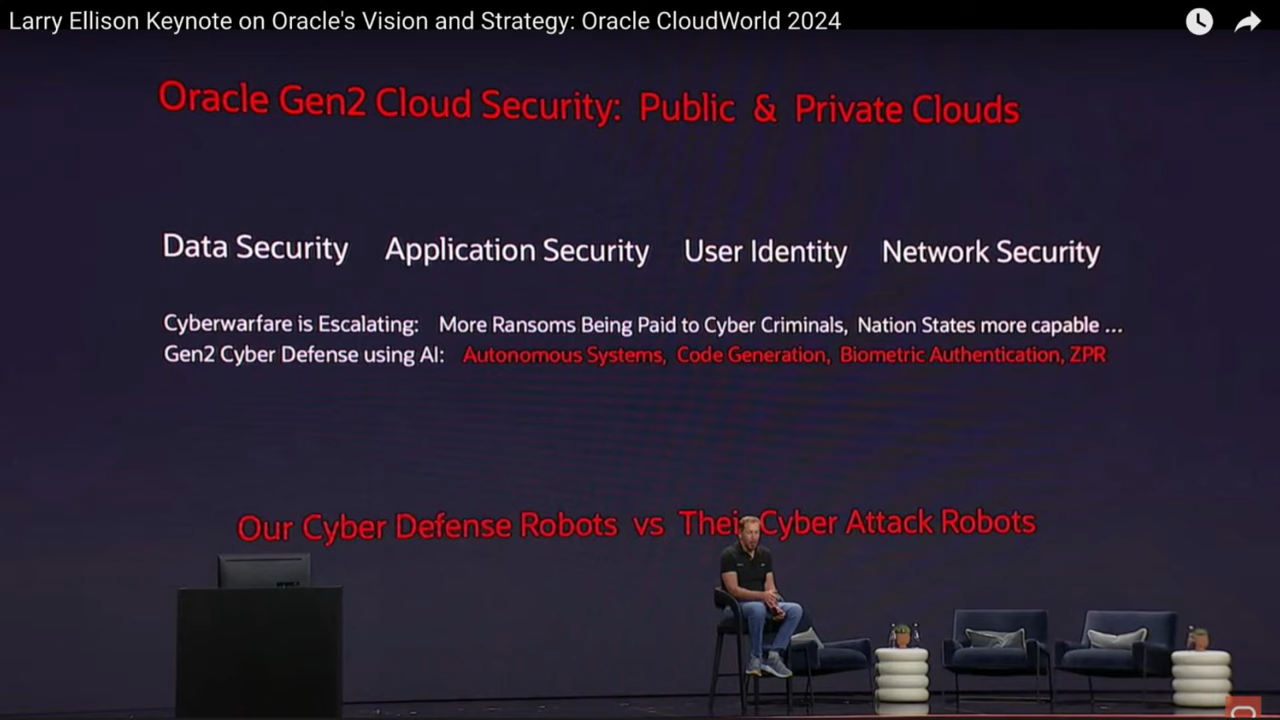 Larry Ellison Keynote on Oracle's Vision and Strategy: Oracle CloudWorld 2024
Oracle Gen2 Cloud Security: Public & Private Clouds
Data Security Application Security User Identity Network Security
Cyberwarfare is Escalating: More Ransoms Being Paid to Cyber Criminals, Nation States more capable ...
Gen2 Cyber Defense using AI: Autonomous Systems, Code Generation, Biometric Authentication, ZPR
Our Cyber Defense Robots vs Their Cyber Attack Robots